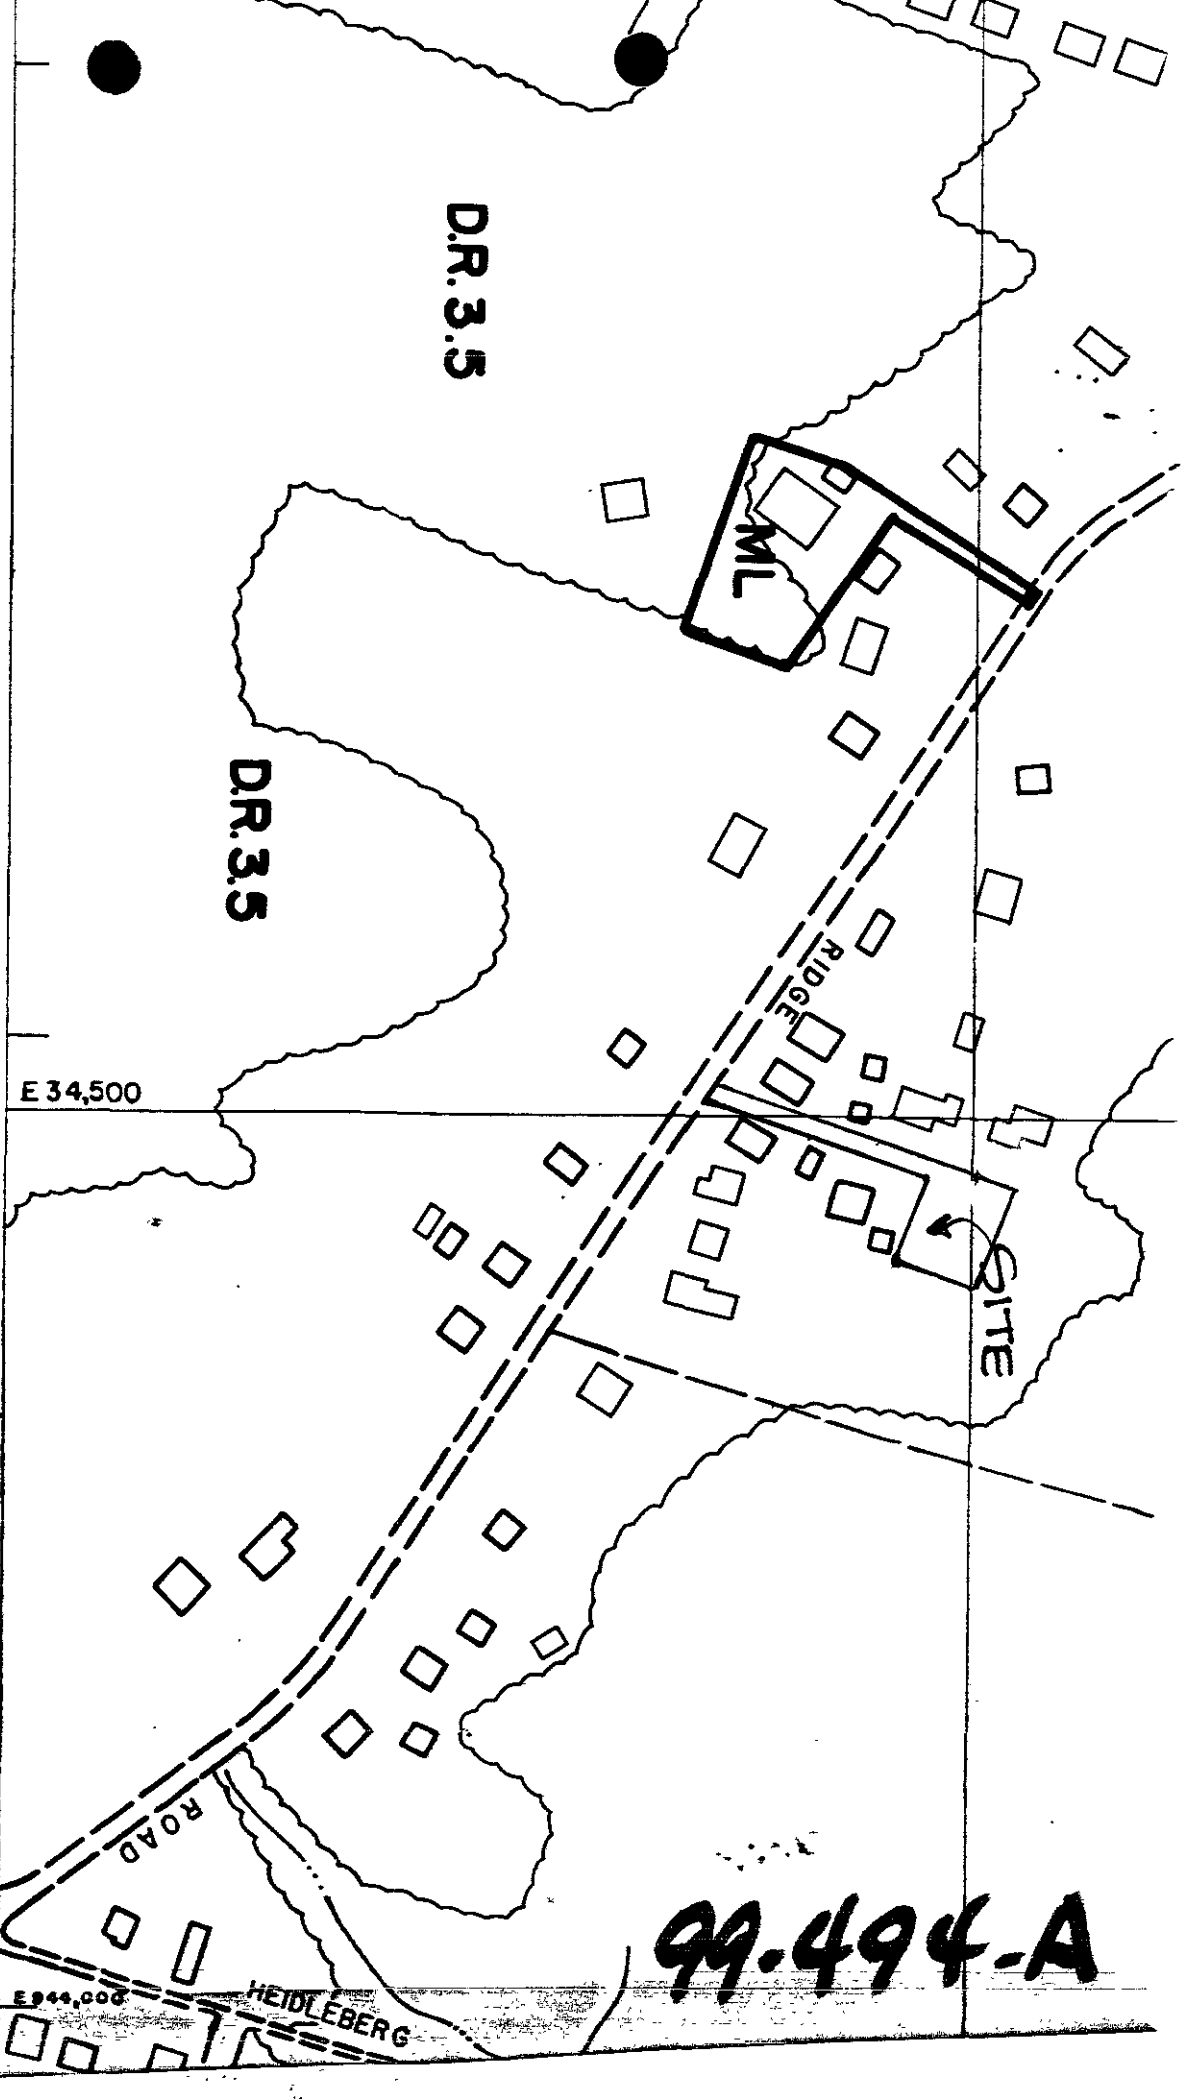 D.R. 3.5
ML
D.R. 3.5
RIDGE
E 34,500
SITE
ROAD
99-494-A
HEIDLEBERG
E 944,000